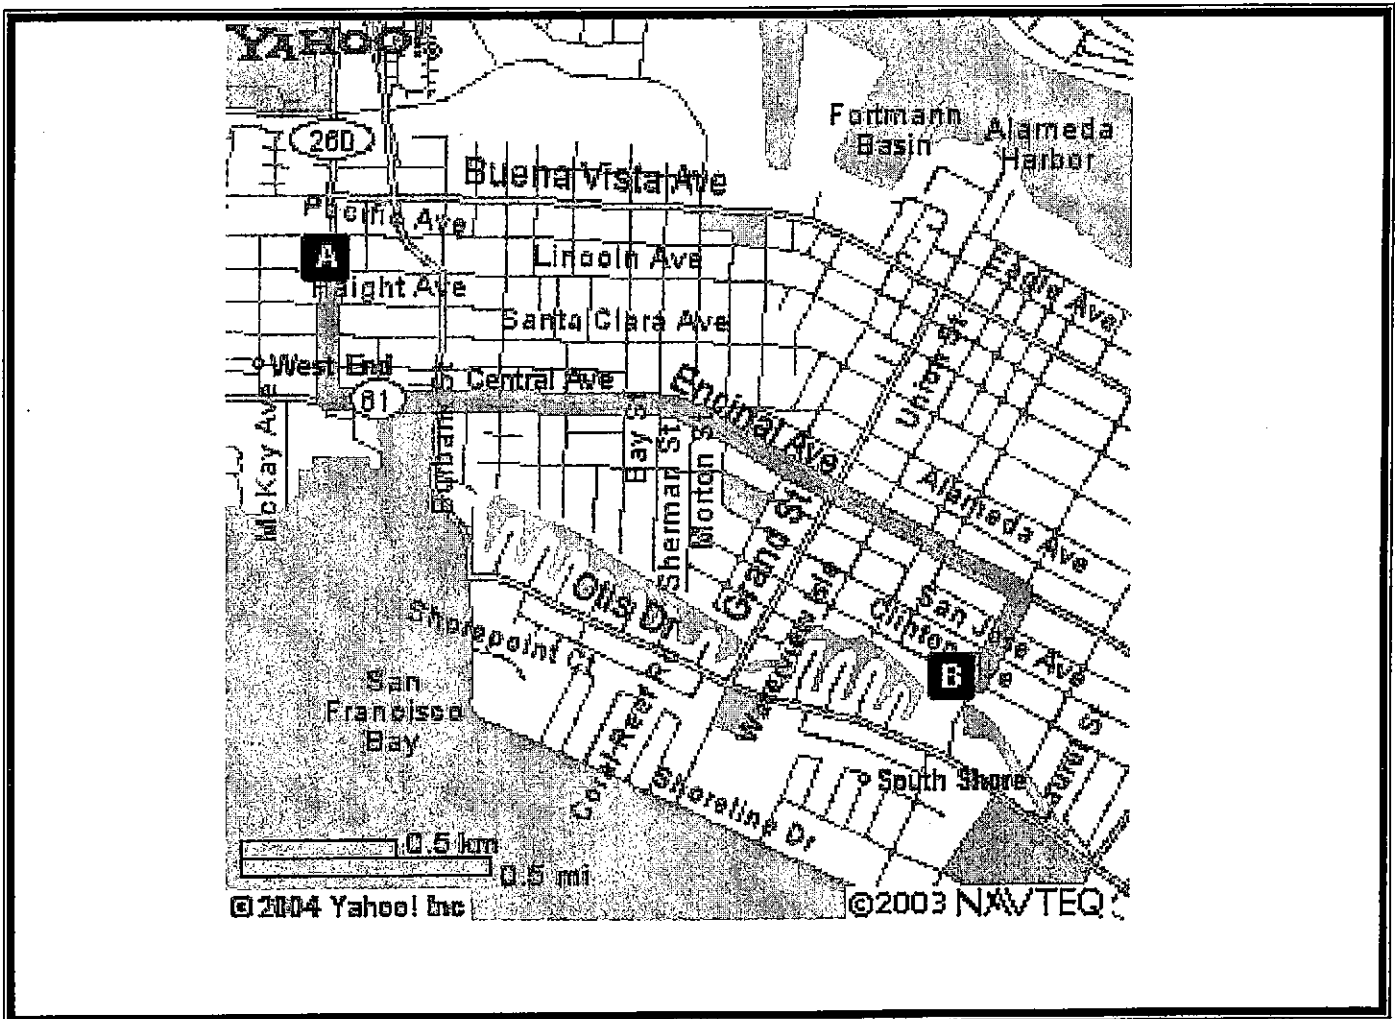 YAHOO!
260
Fortmann
Basin
Alameda
Harbor
Buena Vista Ave
Pacific Ave
A
Lincoln Ave
Haight Ave
Eagle Ave
Santa Clara Ave
Union St
West End
Central Ave
61
Encinal Ave
McKay Ave
Burbank
Bay St
Sherman St
Morton St
Grand St
Alameda Ave
Otis Dr
Clinton
San Jose Ave
Shorepoint Ct
B
San
Francisco
Bay
Coral Reef R
Shoreline Dr
South Shore
0.5 km
0.5 mi
©2004 Yahoo! Inc
©2003 NAVTEQ